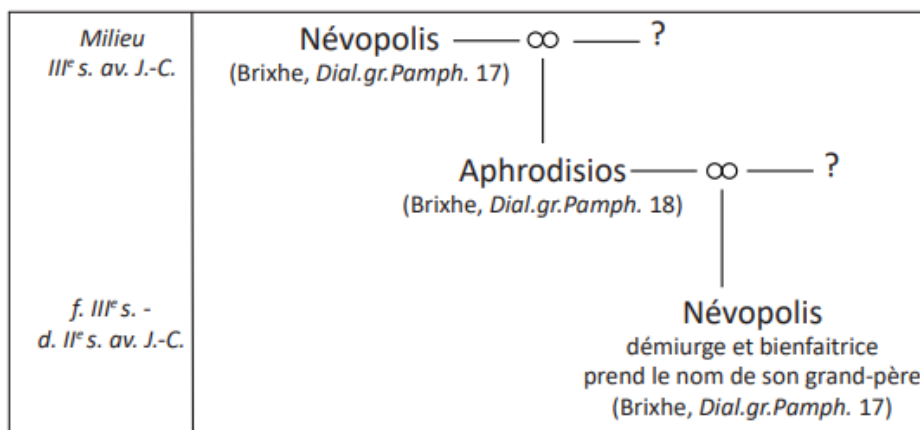 Milieu
IIIe s. av. J.-C.
Névopolis ∞ ?
(Brixhe, Dial.gr.Pamph. 17)
Aphrodisios ∞ ?
(Brixhe, Dial.gr.Pamph. 18)
f. IIIe s. -
d. IIe s. av. J.-C.
Névopolis
démiurge et bienfaitrice
prend le nom de son grand-père
(Brixhe, Dial.gr.Pamph. 17)